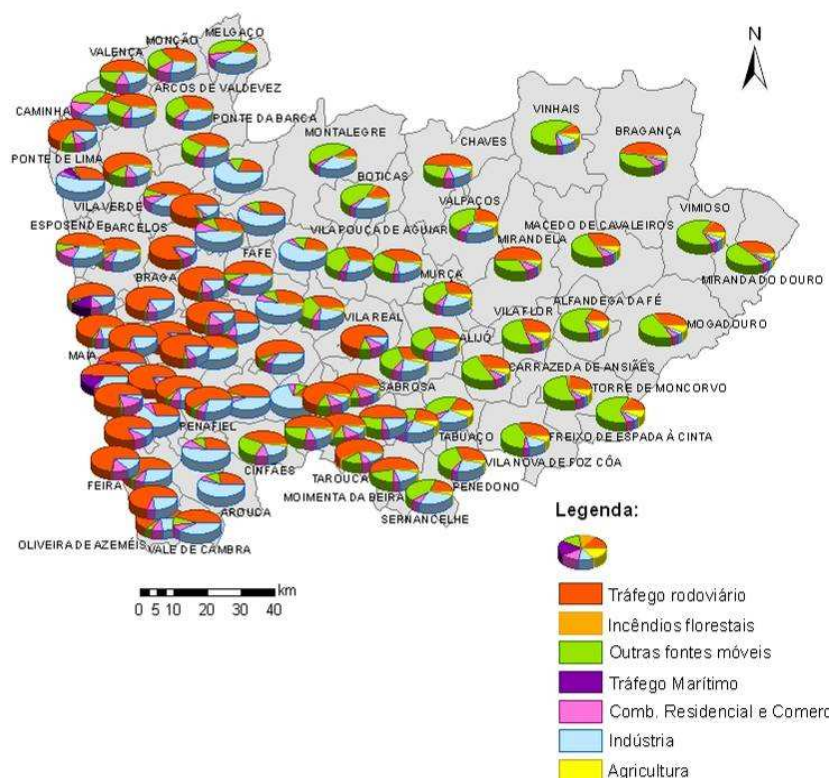 MELGAÇO
MONÇÃO
N
VALENÇA
ARCOS DE VALDEVEZ
VINHAIS
CAMINHA
PONTE DA BARCA
MONTALEGRE
CHAVES
BRAGANÇA
PONTE DE LIMA
BOTICAS
VALPAÇOS
VILA VERDE
VIMIOSO
ESPOSENDE
BARCELOS
VILA POUCA DE AGUIAR
MACEDO DE CAVALEIROS
FAFE
MIRANDELA
BRAGA
MURÇA
MIRANDA DO DOURO
ALFANDEGA DA FÉ
VILA REAL
VILA FLOR
MOGADOURO
MAIA
ALIJÓ
CARRAZEDA DE ANSIÃES
SABROSA
TORRE DE MONCORVO
PENAFIEL
TABUAÇO
FREIXO DE ESPADA À CINTA
CINFÃES
VILA NOVA DE FOZ CÔA
FEIRA
TAROUCA
MOIMENTA DA BEIRA
PENEDONO
AROUCA
SERNANCELHE
OLIVEIRA DE AZEMÉIS
VALE DE CAMBRA
km
0 5 10 20 30 40
Legenda:
Tráfego rodoviário
Incêndios florestais
Outras fontes móveis
Tráfego Marítimo
Comb. Residencial e Comerc
Indústria
Agricultura